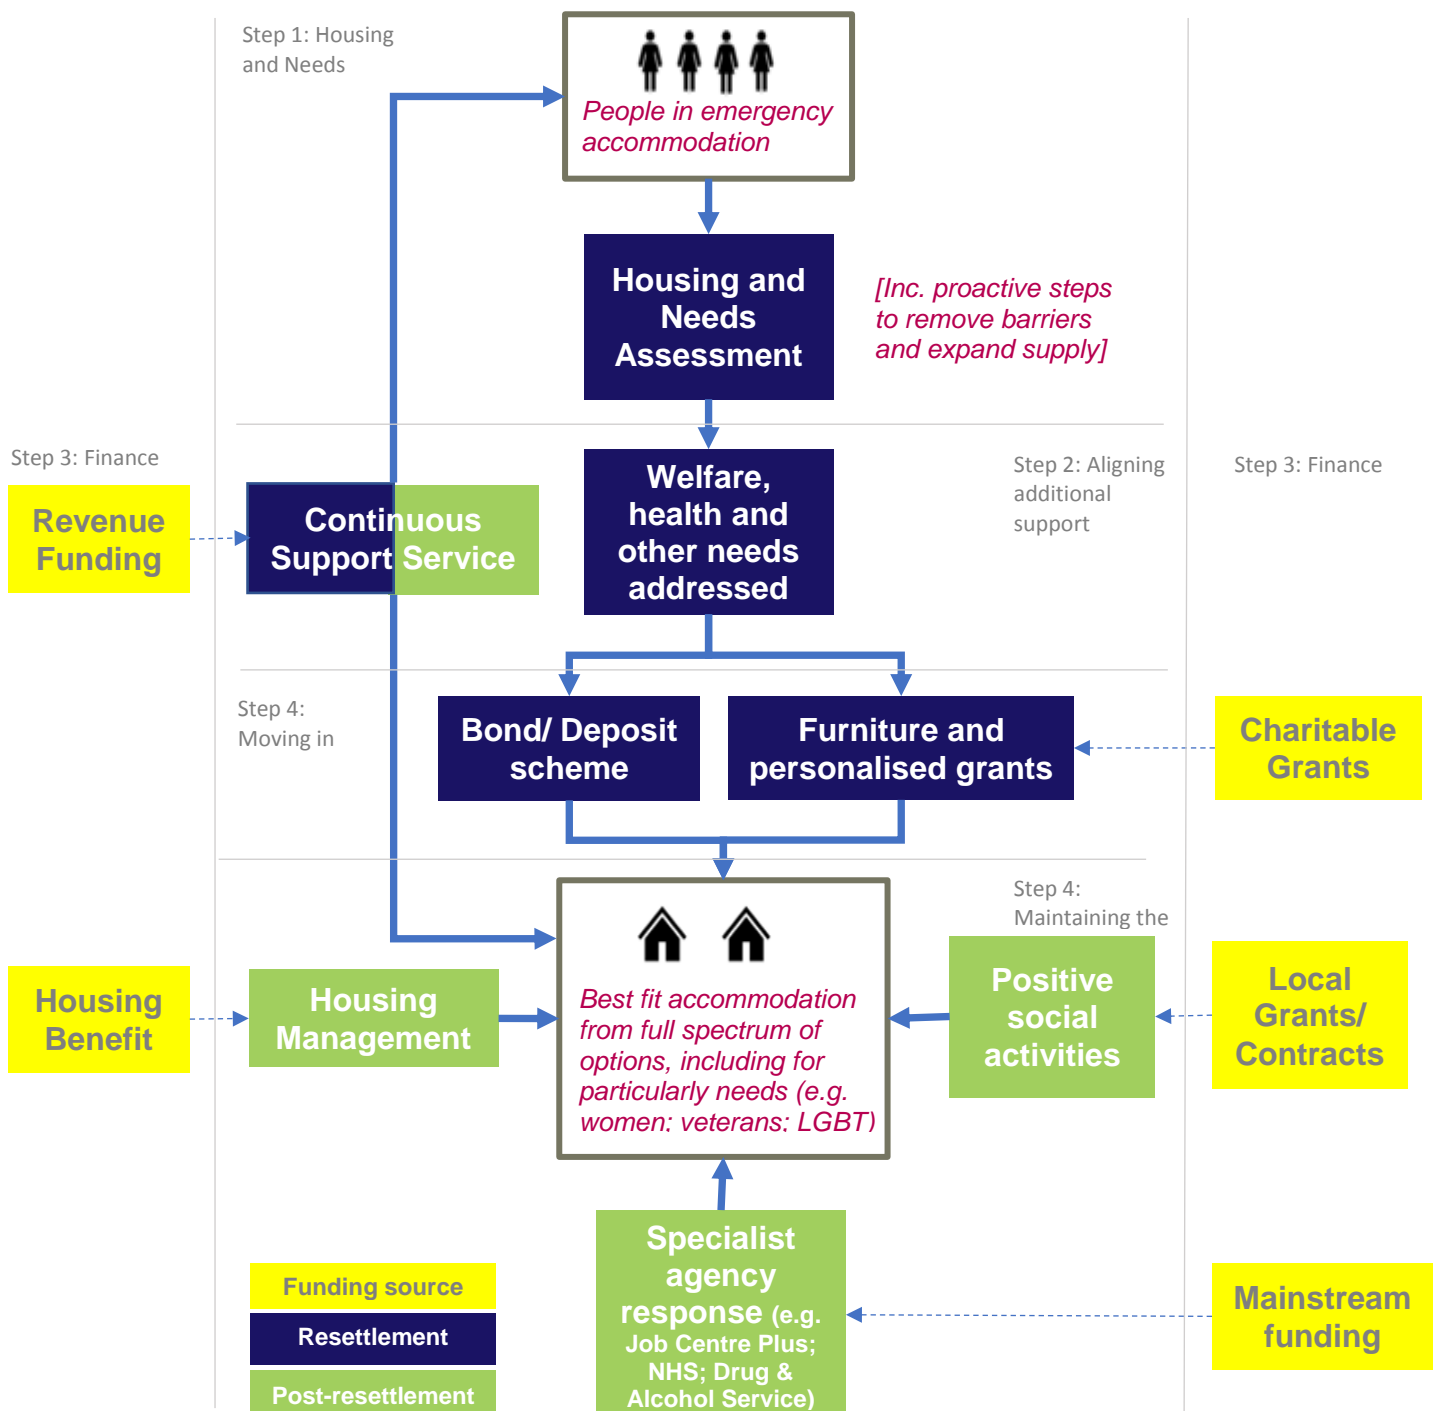 Step 1: Housing
and Needs
People in emergency
accommodation
Housing and
Needs
Assessment
[Inc. proactive steps
to remove barriers
and expand supply]
Step 3: Finance
Revenue
Funding
Continuous
Support Service
Welfare,
health and
other needs
addressed
Step 2: Aligning
additional
support
Step 3: Finance
Step 4:
Moving in
Bond/ Deposit
scheme
Furniture and
personalised grants
Charitable
Grants
Step 4:
Maintaining the
Housing
Benefit
Housing
Management
Best fit accommodation
from full spectrum of
options, including for
particularly needs (e.g.
women; veterans; LGBT)
Positive
social
activities
Local
Grants/
Contracts
Specialist
agency
response (e.g.
Job Centre Plus;
NHS; Drug &
Alcohol Service)
Mainstream
funding
Funding source
Resettlement
Post-resettlement